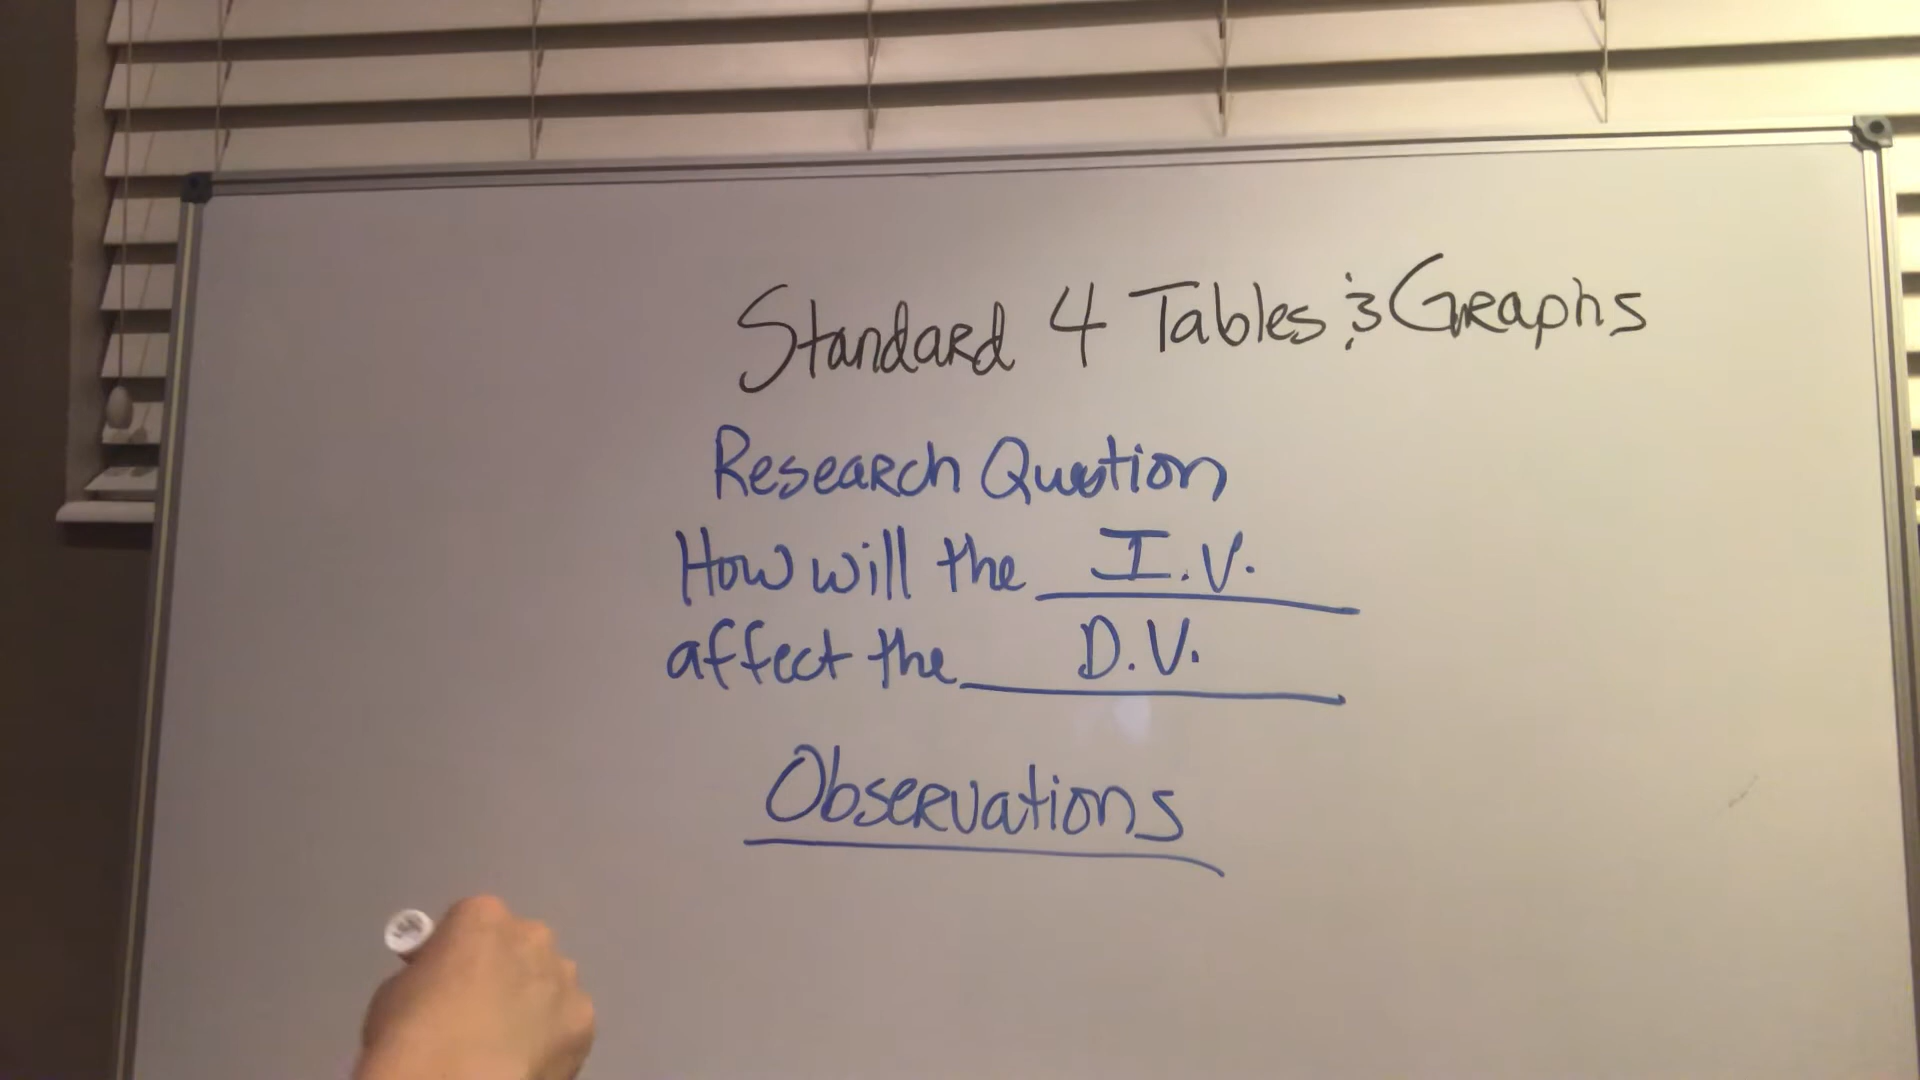 Standard 4 Tables & Graphs
Research Question
How will the I.V.
affect the D.V.
Observations